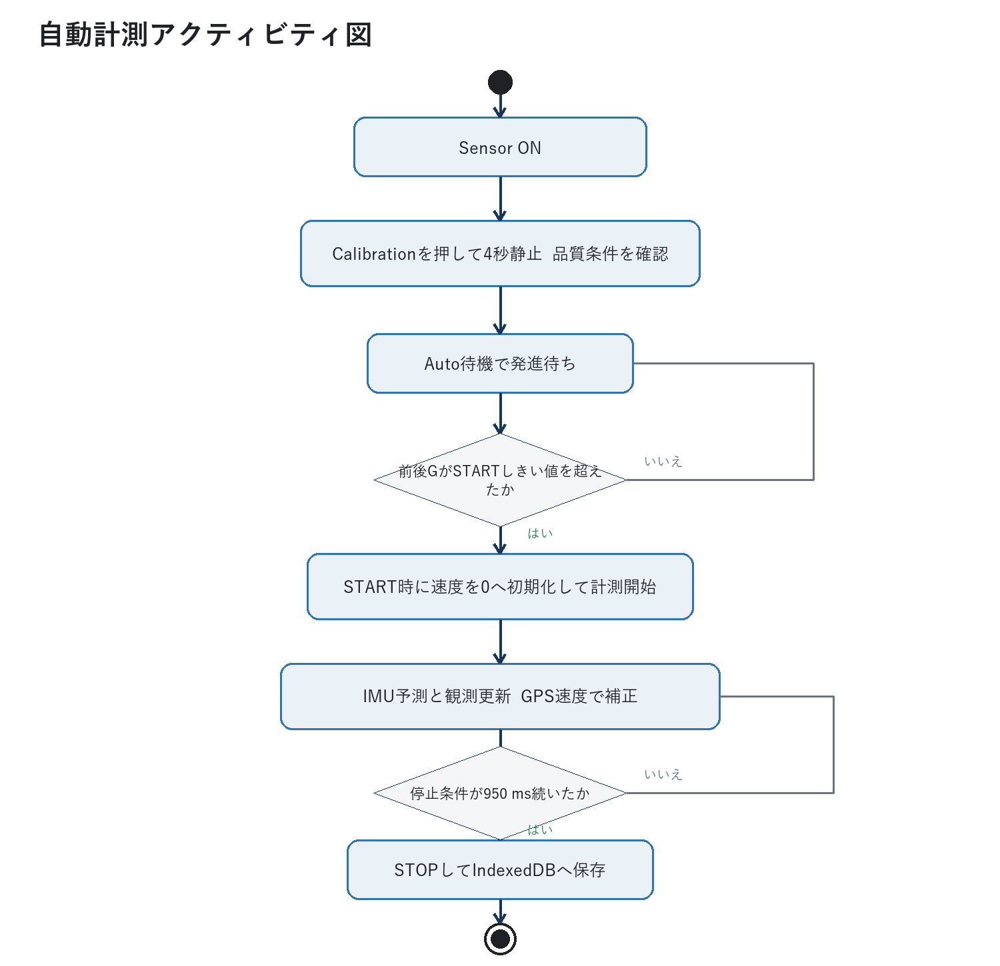 自動計測アクティビティ図
Sensor ON
Calibrationを押して4秒静止 品質条件を確認
Auto待機で発進待ち
前後GがSTARTしきい値を超え
たか
いいえ
はい
START時に速度を0へ初期化して計測開始
IMU予測と観測更新 GPS速度で補正
いいえ
停止条件が950 ms続いたか
はい
STOPしてIndexedDBへ保存